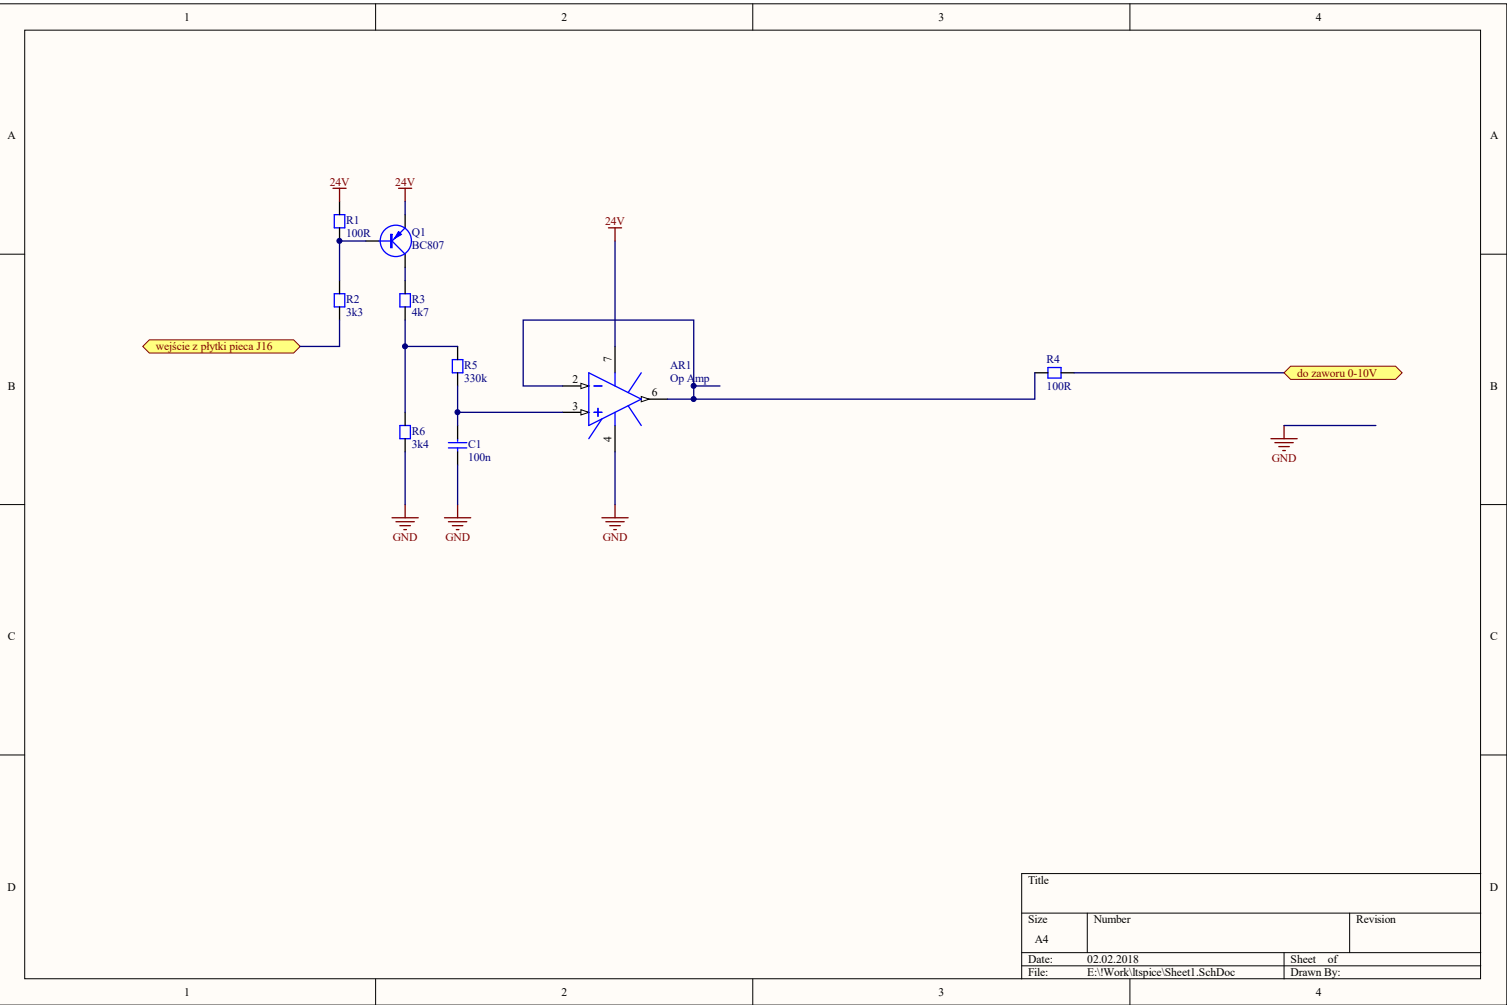 1 2 3 4
A A
24V 24V
24V
R1
100R
Q1
BC807
R2
3k3
R3
4k7
wejście z płytki pieca J16
R5
330k
7
AR1
Op Amp
2
3
6
4
R4
100R
do zaworu 0-10V
B B
R6
3k4
C1
100n
GND
GND GND GND
C C
D D
Title
Size Number Revision
A4
Date: 02.02.2018 Sheet of
File: E:\!Work\ltspice\Sheet1.SchDoc Drawn By:
1 2 3 4